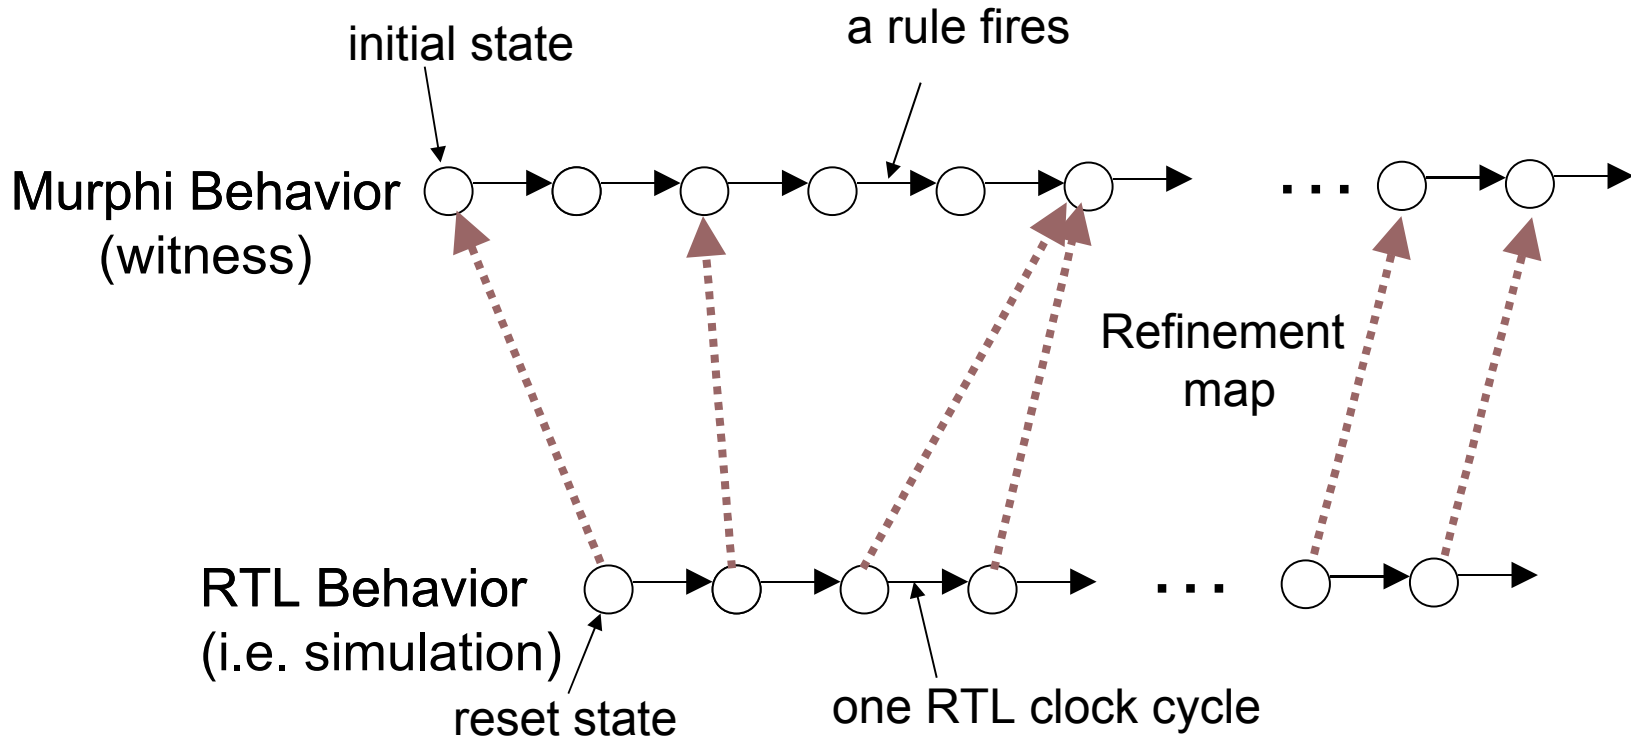 initial state
a rule fires
Murphi Behavior
(witness)
...
Refinement
map
RTL Behavior
(i.e. simulation)
...
reset state
one RTL clock cycle